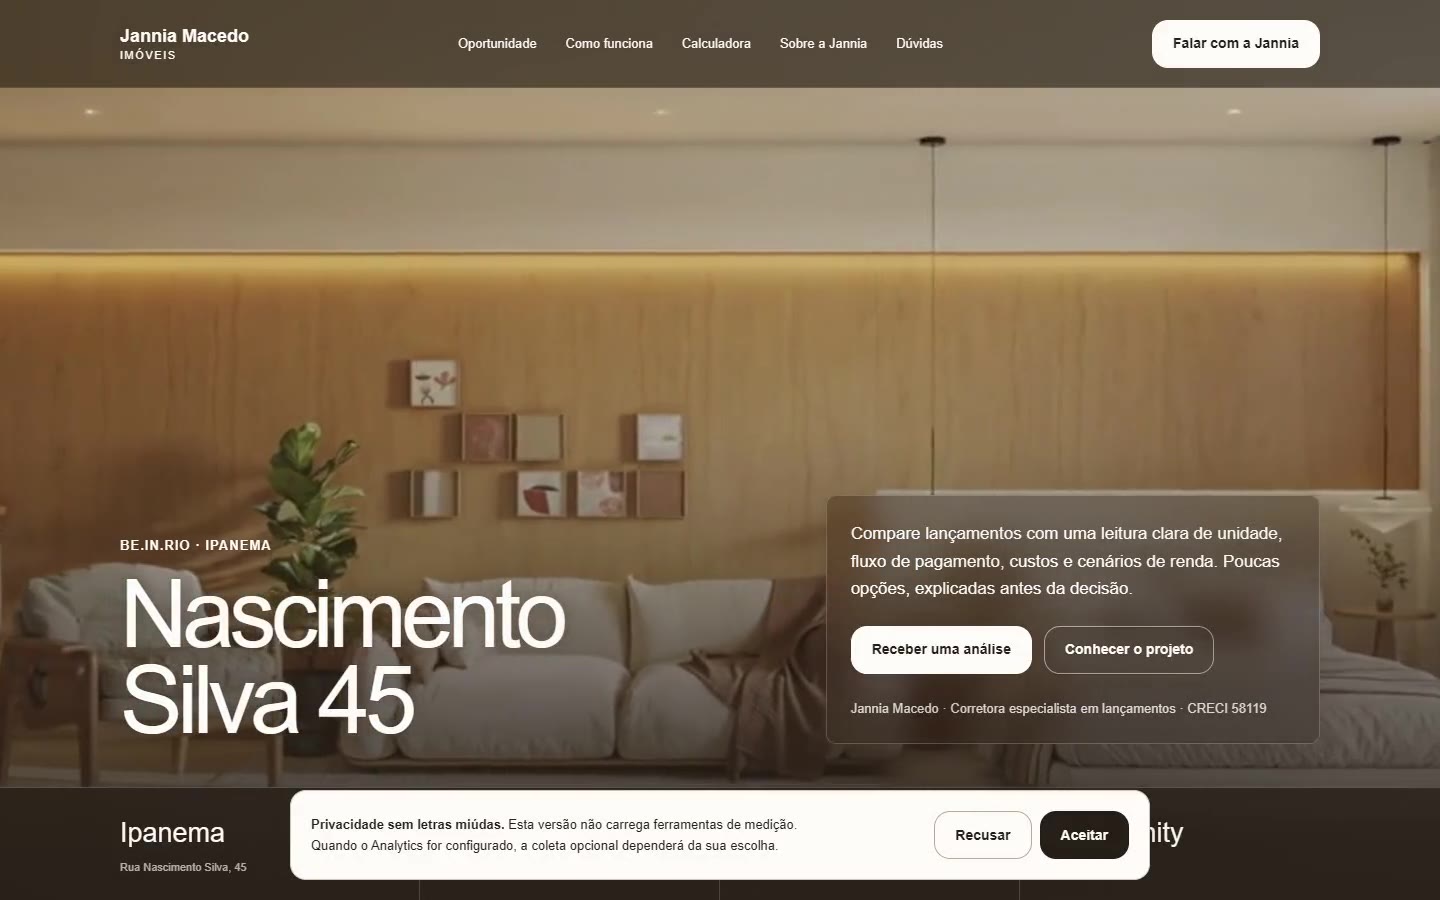 Jannia Macedo
IMÓVEIS
Oportunidade
Como funciona
Calculadora
Sobre a Jannia
Dúvidas
Falar com a Jannia
BE.IN.RIO · IPANEMA
Nascimento
Silva 45
Compare lançamentos com uma leitura clara de unidade,
fluxo de pagamento, custos e cenários de renda. Poucas
opções, explicadas antes da decisão.
Receber uma análise
Conhecer o projeto
Jannia Macedo · Corretora especialista em lançamentos · CRECI 58119
Ipanema
Rua Nascimento Silva, 45
Privacidade sem letras miúdas. Esta versão não carrega ferramentas de medição.
Quando o Analytics for configurado, a coleta opcional dependerá da sua escolha.
Recusar
Aceitar